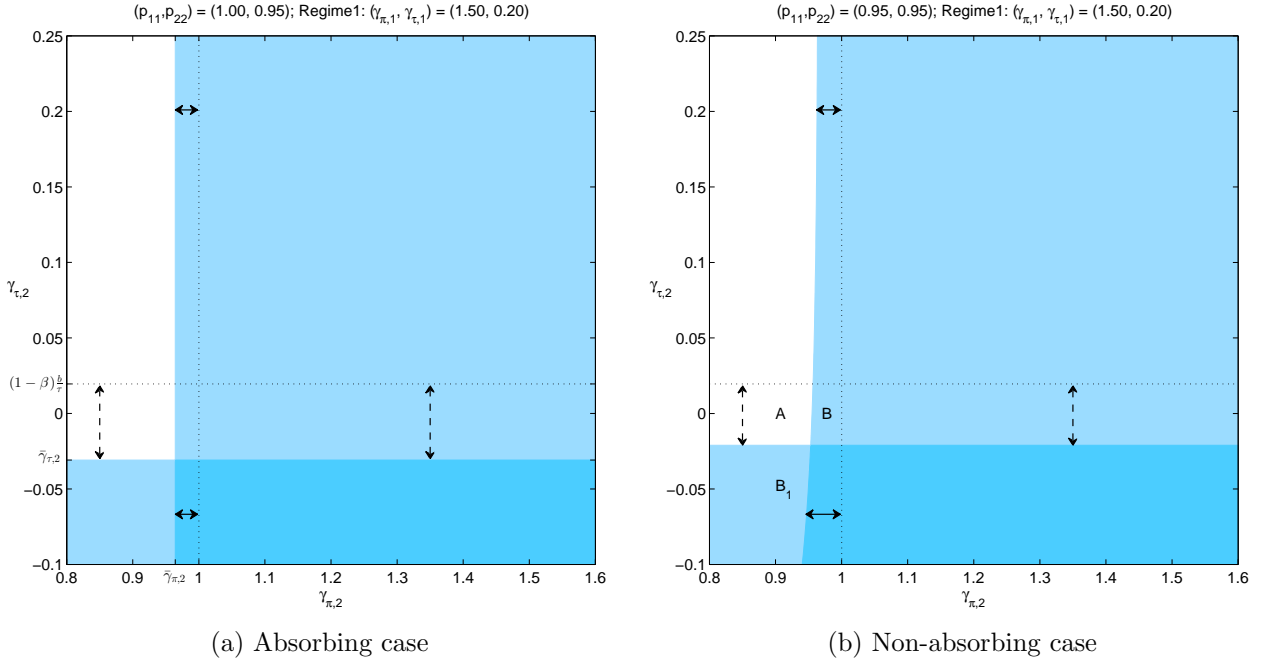 (p₁₁,p₂₂) = (1.00, 0.95); Regime1: (γπ,1, γτ,1) = (1.50, 0.20)
0.25
0.2
0.15
0.1
0.05
0
−0.05
−0.1
γτ,2
(1 − β) b/τ
γ̄τ,2
0.8 0.9 γ̄π,2 1 1.1 1.2 1.3 1.4 1.5 1.6
γπ,2
(a) Absorbing case
(p₁₁,p₂₂) = (0.95, 0.95); Regime1: (γπ,1, γτ,1) = (1.50, 0.20)
0.25
0.2
0.15
0.1
0.05
0
−0.05
−0.1
γτ,2
A B
B₁
0.8 0.9 1 1.1 1.2 1.3 1.4 1.5 1.6
γπ,2
(b) Non-absorbing case